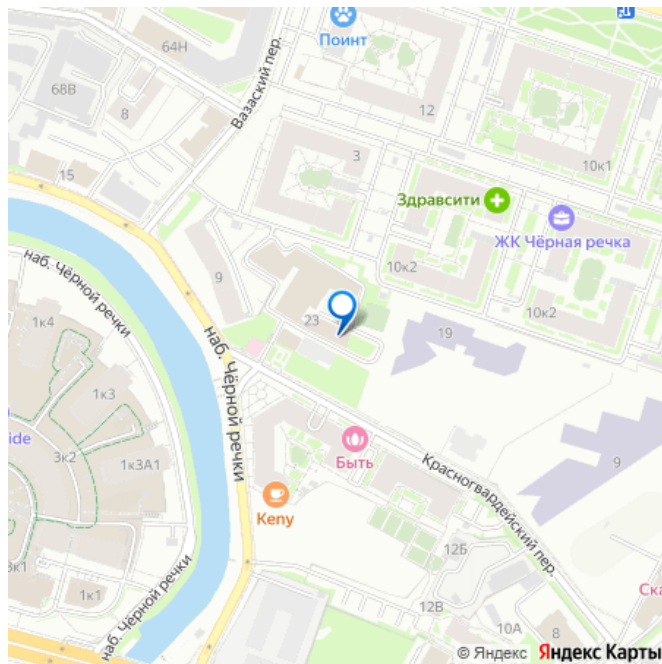 Поинт
64Н
Вазаский пер.
68В
8
12
15
3
10к1
Здравсити
ЖК Чёрная речка
наб. Чёрной речки
9
10к2
10к2
1к4
23
19
наб. Чёрной речки
1к3
ide
3к2
1к3А1
Быть
Красногвардейский пер.
9
Keny
12Б
1к1
наб. Чёрной речки
12В
10А
8
Ска
© Яндекс Яндекс Карты